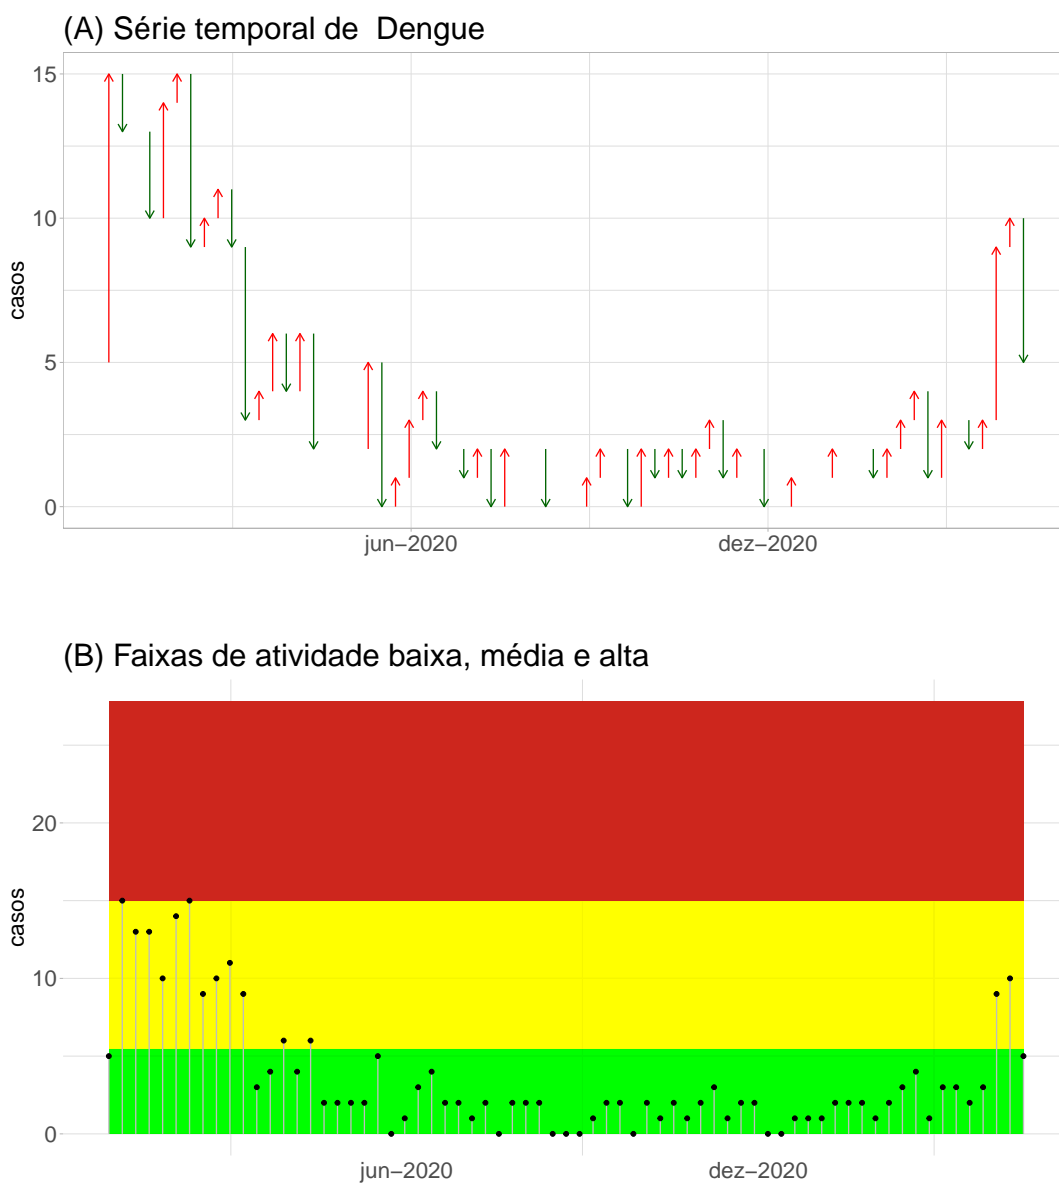 (A) Série temporal de  Dengue
15
10
5
0
casos
jun−2020
dez−2020
(B) Faixas de atividade baixa, média e alta
20
10
0
casos
jun−2020
dez−2020